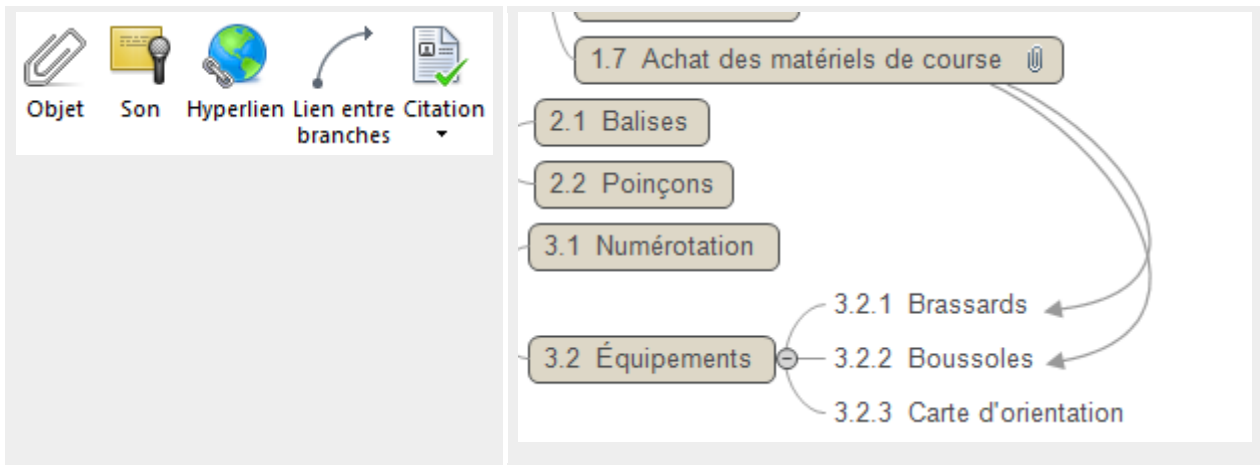 Objet
Son
Hyperlien
Lien entre
branches
Citation
1.7 Achat des matériels de course
2.1 Balises
2.2 Poinçons
3.1 Numérotation
3.2 Équipements
3.2.1 Brassards
3.2.2 Boussoles
3.2.3 Carte d'orientation